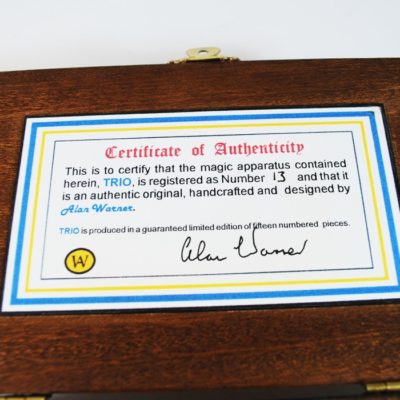 Certificate of Authenticity
This is to certify that the magic apparatus contained
herein, TRIO, is registered as Number 13 and that it
is an authentic original, handcrafted and designed by
Alan Warner.
TRIO is produced in a guaranteed limited edition of fifteen numbered pieces.
Alan Warner
WA